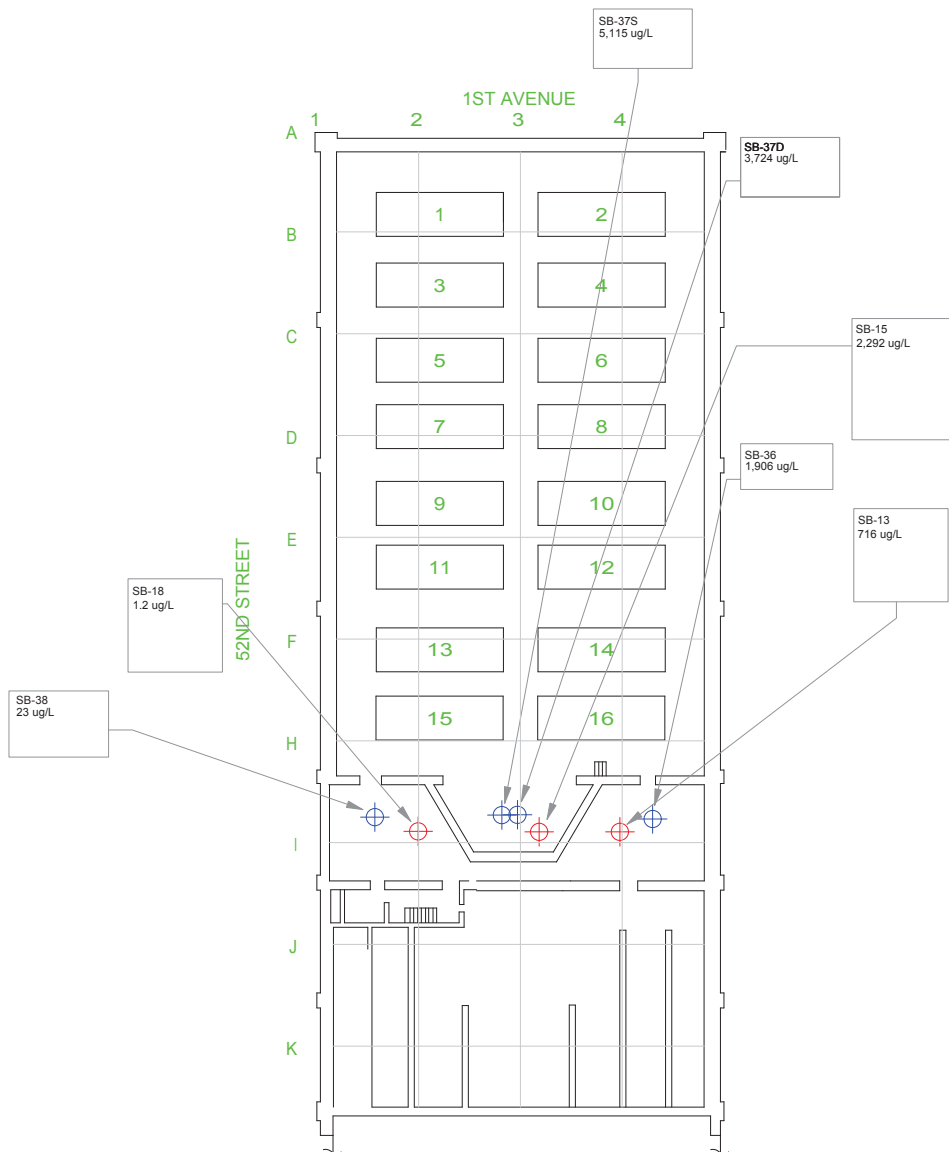 SB-37S
5,115 ug/L
1ST AVENUE
1 2 3 4
A
SB-37D
3,724 ug/L
1 2
B
3 4
C
SB-15
2,292 ug/L
5 6
7 8
D
SB-36
1,906 ug/L
9 10
SB-13
716 ug/L
E
11 12
52ND STREET
SB-18
1.2 ug/L
F
13 14
SB-38
23 ug/L
15 16
H
I
J
K